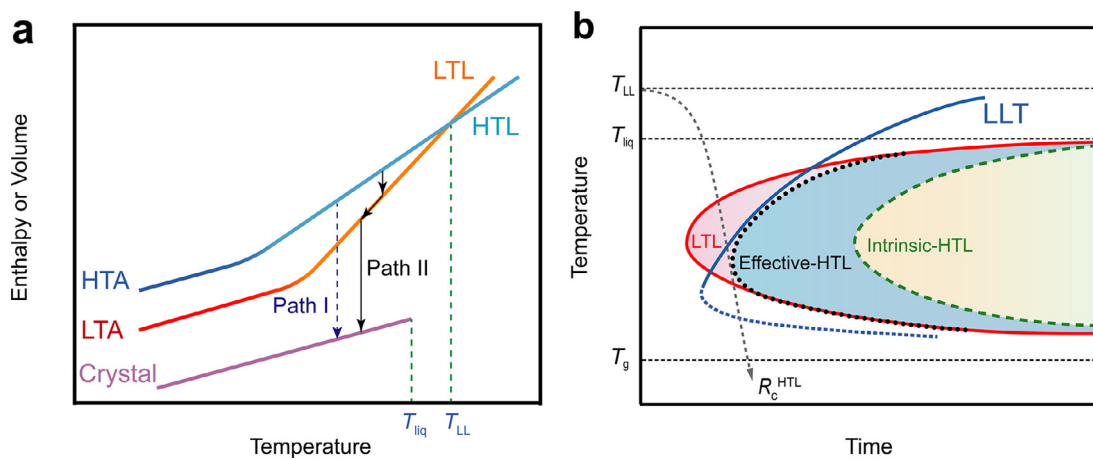 a
LTL
HTL
HTA
LTA
Crystal
Path I
Path II
T_liq
T_LL
Enthalpy or Volume
Temperature
b
T_LL
T_liq
T_g
LLT
LTL
Effective-HTL
Intrinsic-HTL
R_c^HTL
Temperature
Time